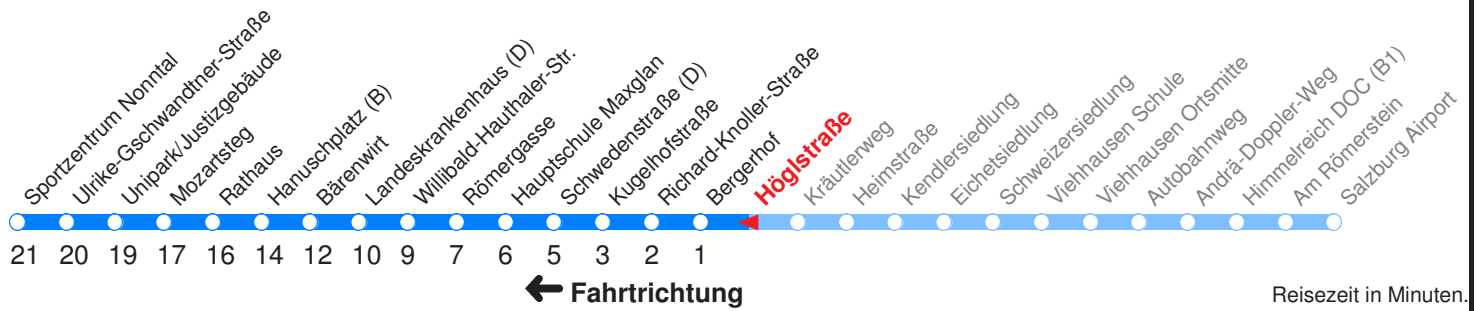 Sportzentrum Nonntal
Ulrike-Gschwandtner-Straße
Unipark/Justizgebäude
Mozartsteg
Rathaus
Hanuschplatz (B)
Bärenwirt
Landeskrankenhaus (D)
Willibald-Hauthaler-Str.
Römergasse
Hauptschule Maxglan
Schwedenstraße (D)
Kugelhofstraße
Richard-Knoller-Straße
Bergerhof
Höglstraße
Kräutlerweg
Heimstraße
Kendlersiedlung
Eichetsiedlung
Schweizersiedlung
Viehhausen Schule
Viehhausen Ortsmitte
Autobahnweg
Andrä-Doppler-Weg
Himmelreich DOC (B1)
Am Römerstein
Salzburg Airport
21 20 19 17 16 14 12 10 9 7 6 5 3 2 1
Fahrtrichtung
Reisezeit in Minuten.